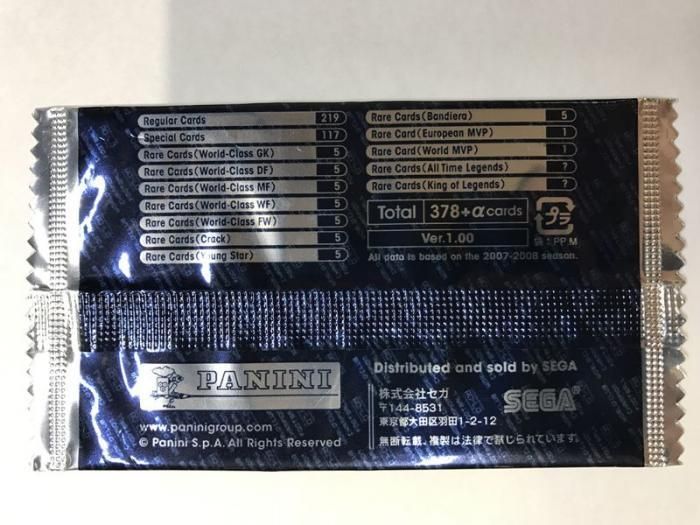 Regular Cards 219
Special Cards 117
Rare Cards (World-Class GK) 5
Rare Cards (World-Class DF) 5
Rare Cards (World-Class MF) 5
Rare Cards (World-Class WF) 5
Rare Cards (World-Class FW) 5
Rare Cards (Crack) 5
Rare Cards (Young Star) 5
Rare Cards (Bandiera) 5
Rare Card (European MVP) 1
Rare Card (World MVP) 1
Rare Cards (All Time Legends) ?
Rare Cards (King of Legends) ?
Total 378+αcards
Ver.1.00
プラ
袋:PP,M
All data is based on the 2007-2008 season.
PANINI
www.paninigroup.com
© Panini S.p.A. All Rights Reserved
Distributed and sold by SEGA
株式会社セガ
〒144-8531
東京都大田区羽田1-2-12
SEGA®
無断転載、複製は法律で禁じられています。